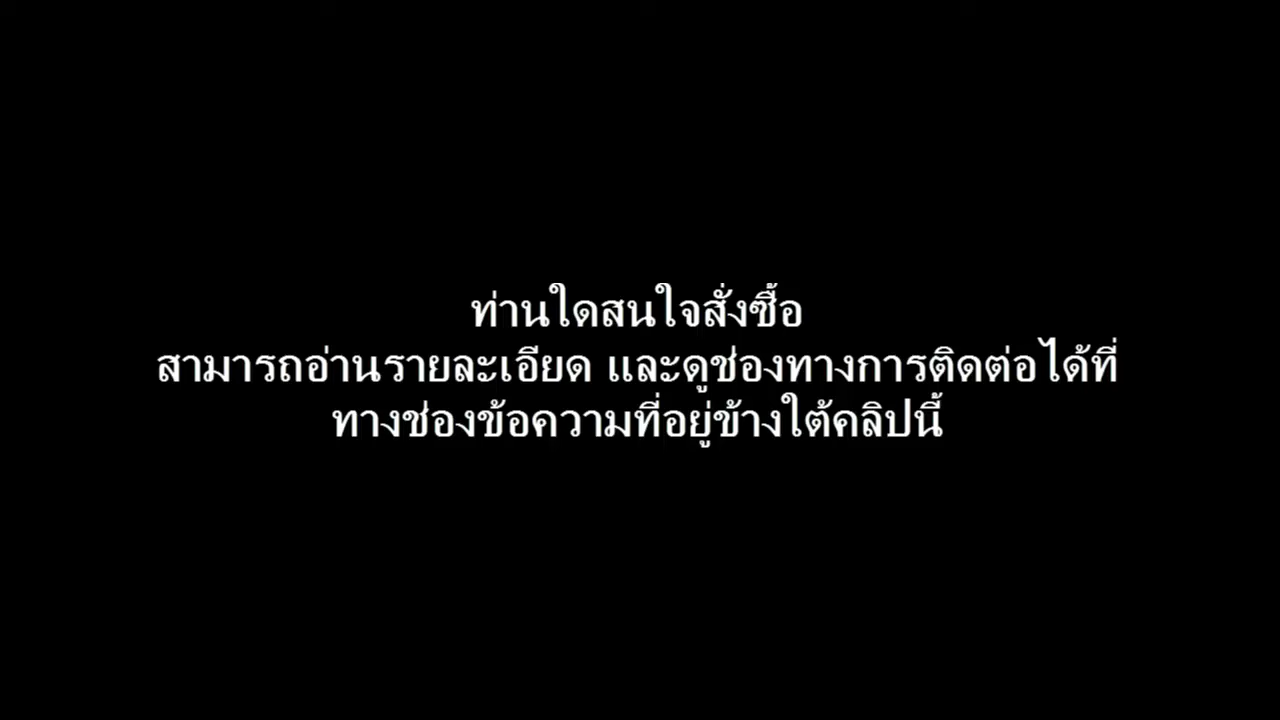 ท่านใดสนใจสั่งซื้อ
สามารถอ่านรายละเอียด และดูช่องทางการติดต่อได้ที่
ทางช่องข้อความที่อยู่ข้างใต้คลิปนี้